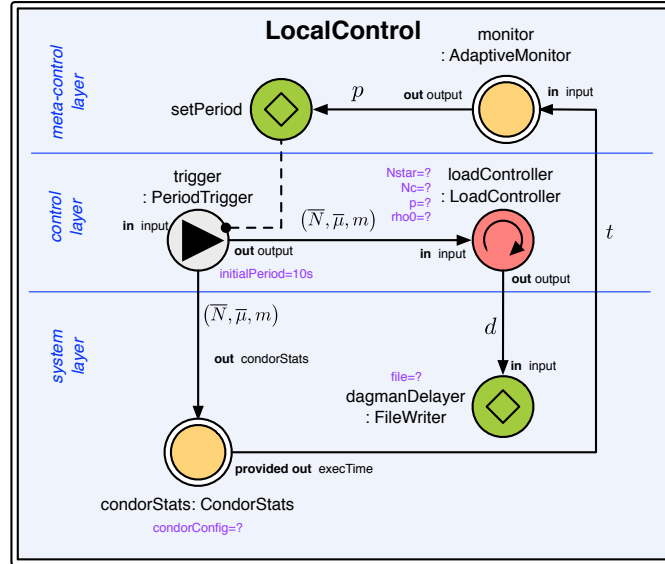 LocalControl
monitor
: AdaptiveMonitor
meta-control
layer
setPeriod
p
out output
in input
trigger
: PeriodTrigger
Nstar=?
Nc=?
p=?
rho0=?
loadController
: LoadController
control
layer
in input
(N̅, μ̅, m)
out output
in input
initialPeriod=10s
out output
t
(N̅, μ̅, m)
d
system
layer
out condorStats
in input
file=?
dagmanDelayer
: FileWriter
provided out execTime
condorStats: CondorStats
condorConfig=?